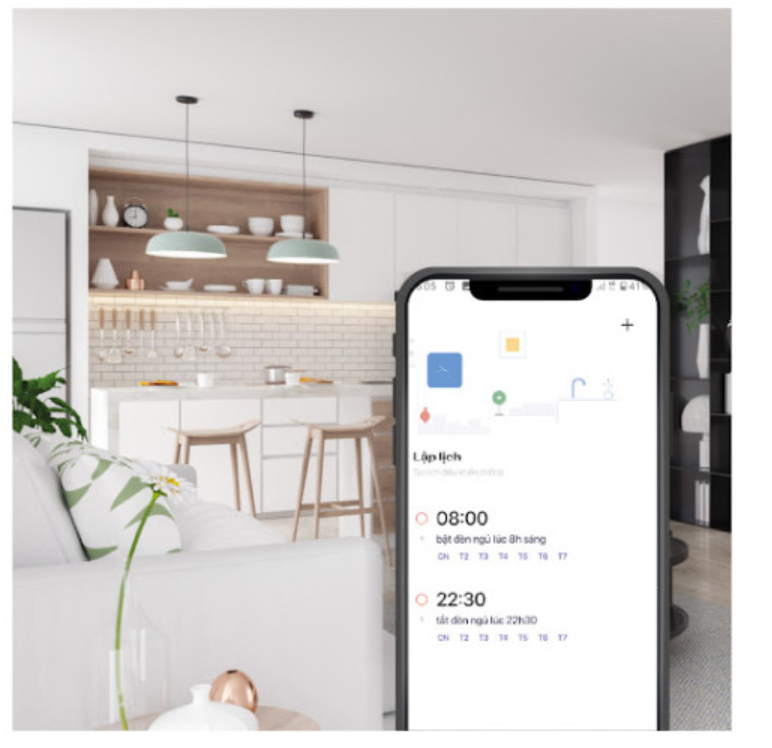 +
Lập lịch
08:00
bật đèn ngủ lúc 8h sáng
CN T2 T3 T4 T5 T6 T7
22:30
tắt đèn ngủ lúc 22h30
CN T2 T3 T4 T5 T6 T7